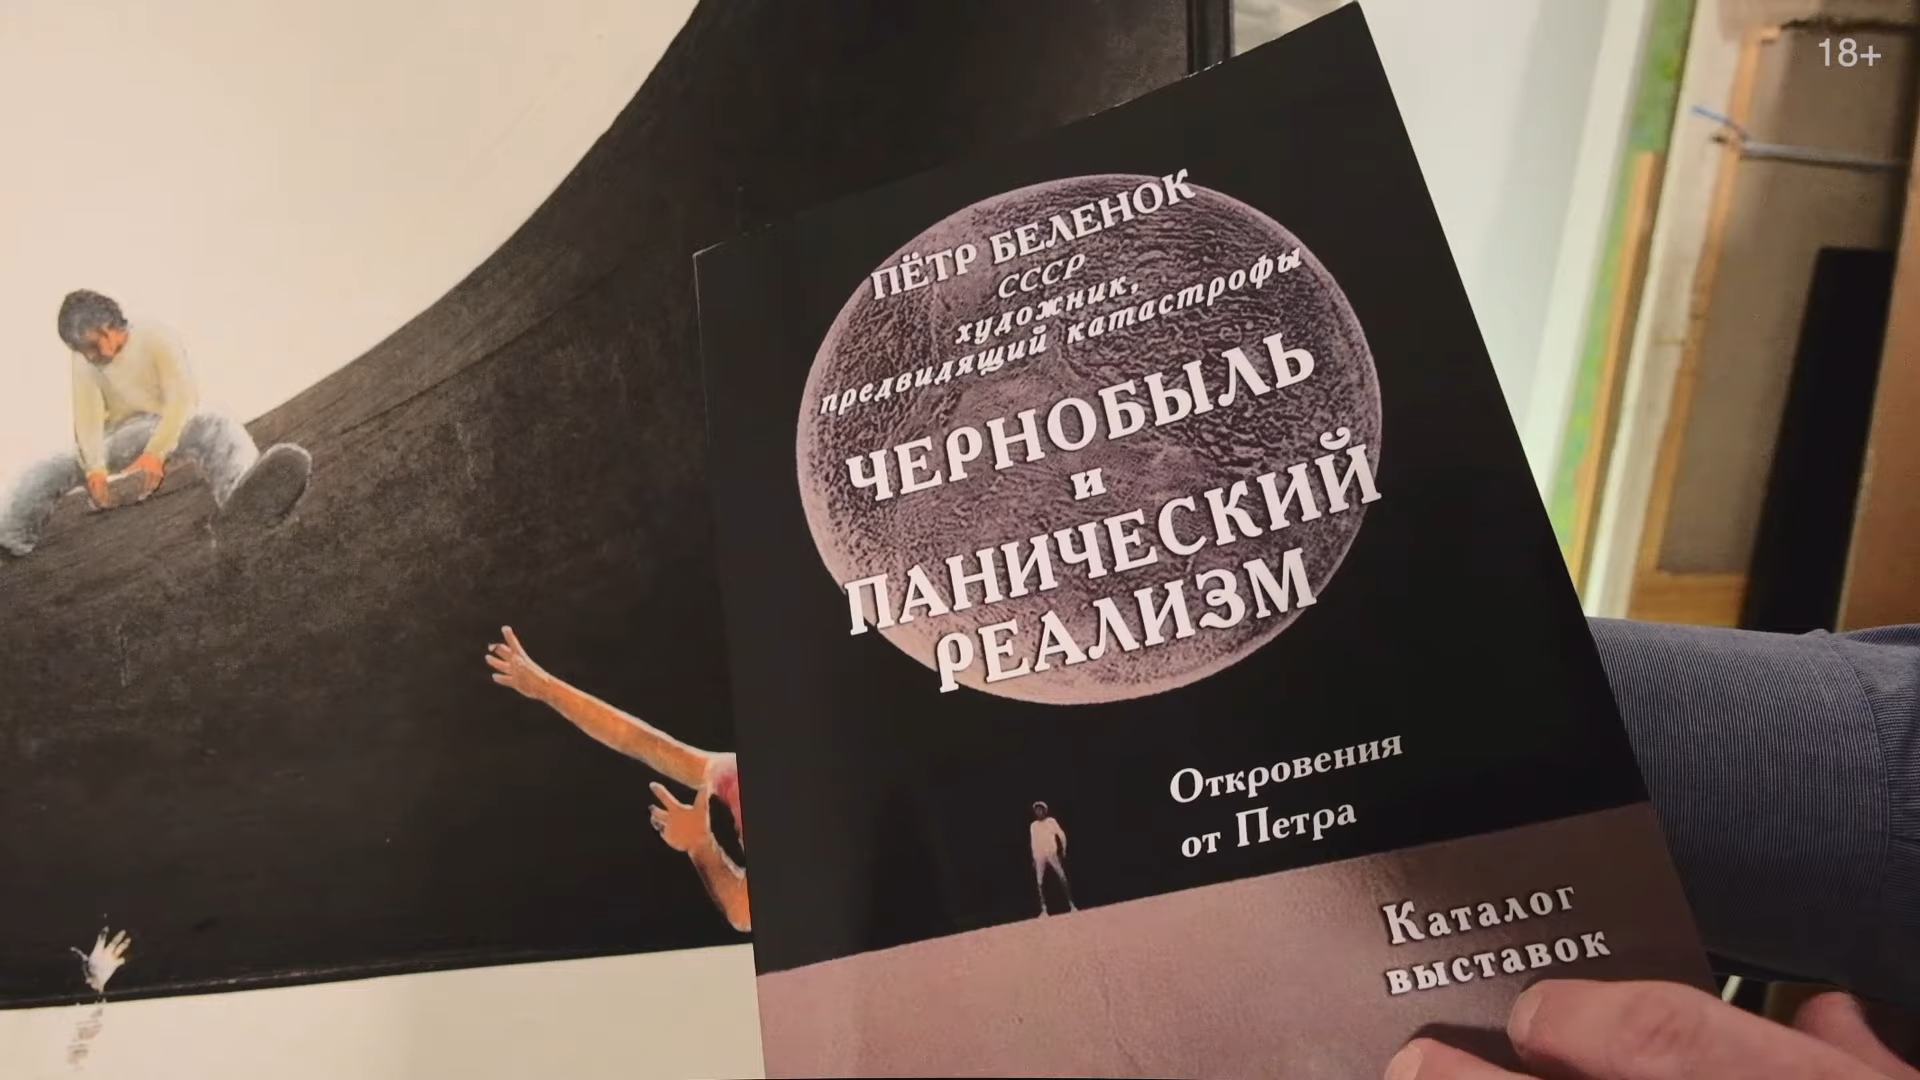 18+
ПЁТР БЕЛЕНОК
СССР
художник,
предвидящий катастрофы
ЧЕРНОБЫЛЬ
и
ПАНИЧЕСКИЙ
РЕАЛИЗМ
Откровения
от Петра
Каталог
выставок